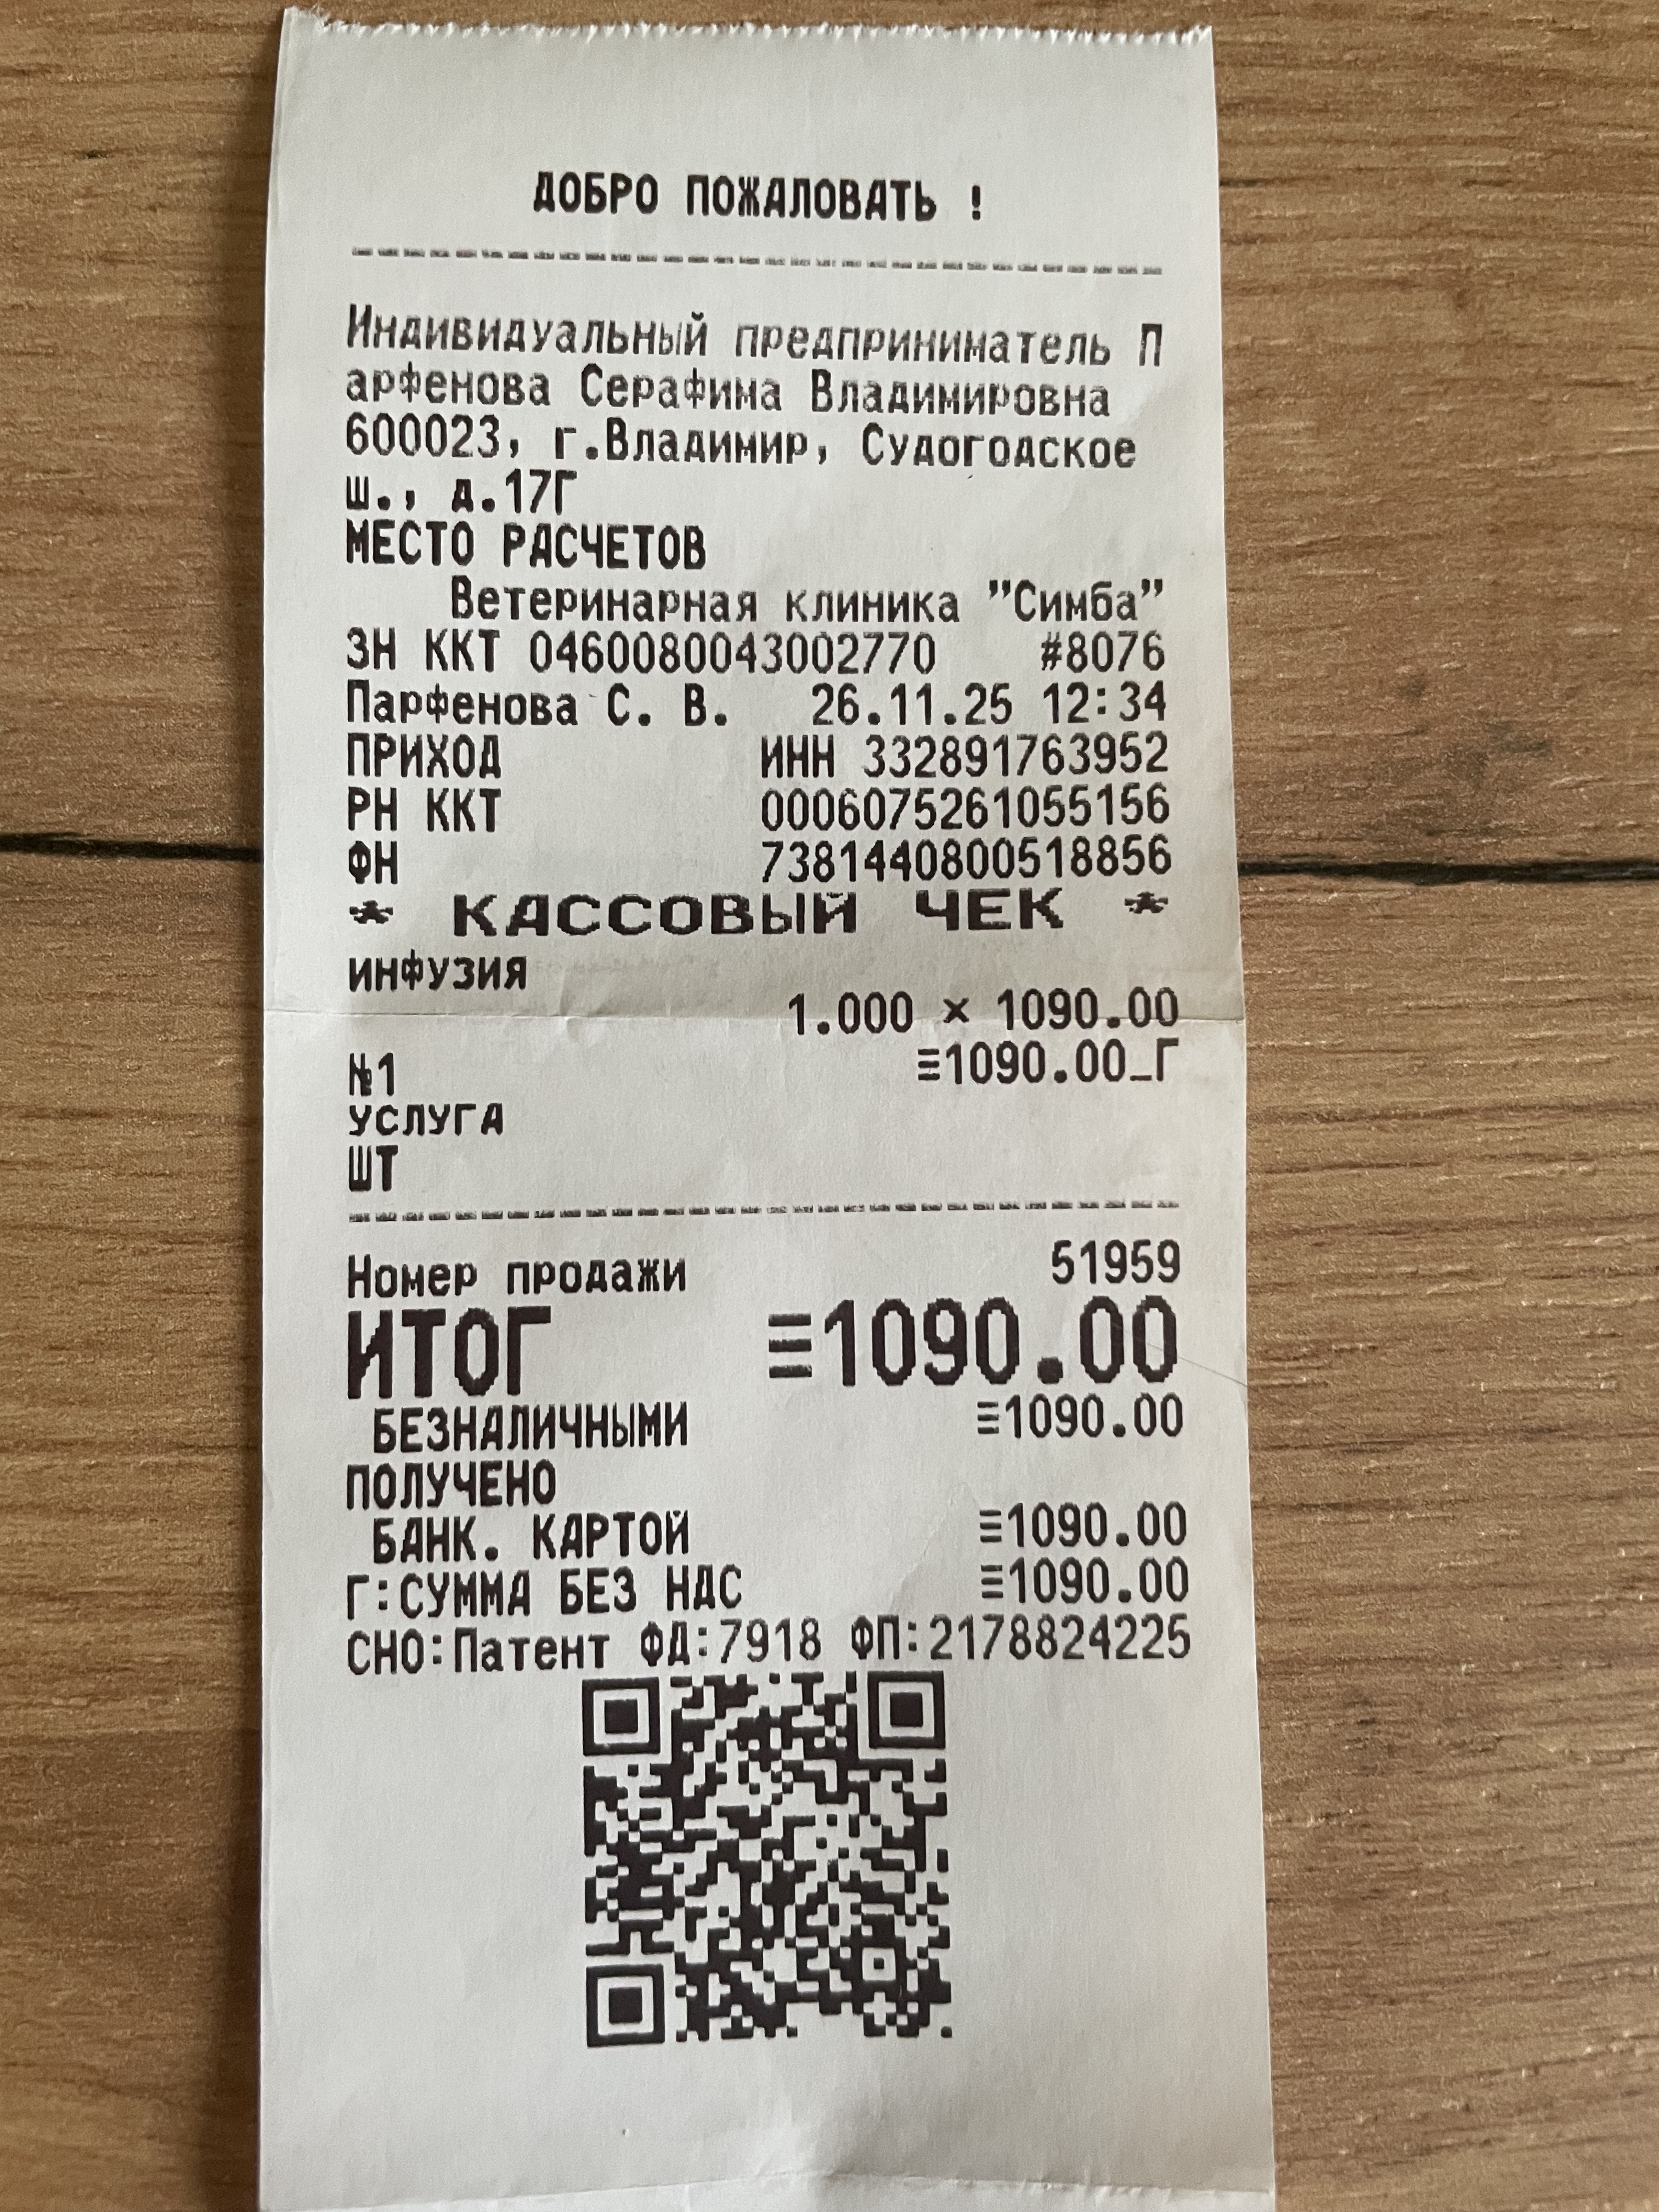 ДОБРО ПОЖАЛОВАТЬ !
Индивидуальный предприниматель П
арфенова Серафима Владимировна
600023, г.Владимир, Судогодское
ш., д.17Г
МЕСТО РАСЧЕТОВ
Ветеринарная клиника "Симба"
ЗН ККТ 0460080043002770 #8076
Парфенова С. В. 26.11.25 12:34
ПРИХОД ИНН 332891763952
РН ККТ 0006075261055156
ФН 7381440800518856
* КАССОВЫЙ ЧЕК *
ИНФУЗИЯ
1.000 × 1090.00
№1 ≡1090.00_Г
УСЛУГА
ШТ
Номер продажи 51959
ИТОГ ≡1090.00
БЕЗНАЛИЧНЫМИ ≡1090.00
ПОЛУЧЕНО
БАНК. КАРТОЙ ≡1090.00
Г:СУММА БЕЗ НДС ≡1090.00
СНО:Патент ФД:7918 ФП:2178824225